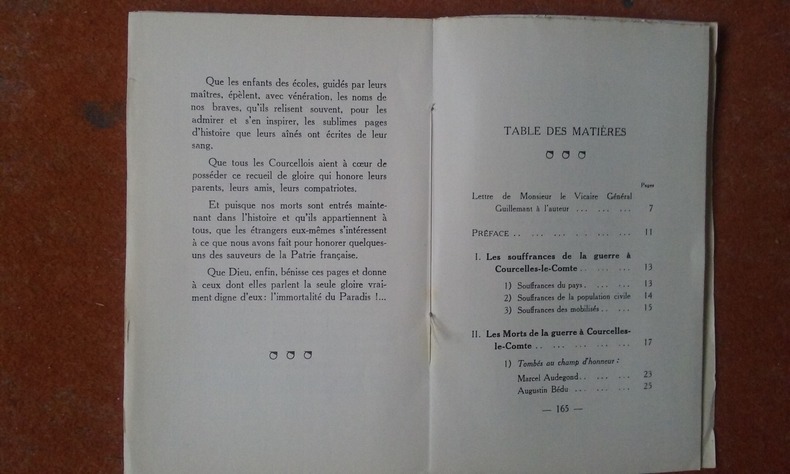 Que les enfants des écoles, guidés par leurs
maîtres, épèlent, avec vénération, les noms de
nos braves, qu'ils relisent souvent, pour les
admirer et s'en inspirer, les sublimes pages
d'histoire que leurs aînés ont écrites de leur
sang.
Que tous les Courcellois aient à cœur de
posséder ce recueil de gloire qui honore leurs
parents, leurs amis, leurs compatriotes.
Et puisque nos morts sont entrés mainte-
nant dans l'histoire et qu'ils appartiennent à
tous, que les étrangers eux-mêmes s'intéressent
à ce que nous avons fait pour honorer quelques-
uns des sauveurs de la Patrie française.
Que Dieu, enfin, bénisse ces pages et donne
à ceux dont elles parlent la seule gloire vrai-
ment digne d'eux : l'immortalité du Paradis !...
TABLE DES MATIÈRES
Pages
Lettre de Monsieur le Vicaire Général
Guillemant à l'auteur ... ... ... 7
PRÉFACE .. ... ... ... ... ... 11
I. Les souffrances de la guerre à
Courcelles-le-Comte .. ... ... 13
1) Souffrances du pays. ... ... ... 13
2) Souffrances de la population civile 14
3) Souffrances des mobilisés .. ... ... 15
II. Les Morts de la guerre à Courcelles-
le-Comte .. ... ... ... ... 17
1) Tombés au champ d'honneur :
Marcel Audegond.. ... ... ... 23
Augustin Bédu ... ... ... ... 25
— 165 —